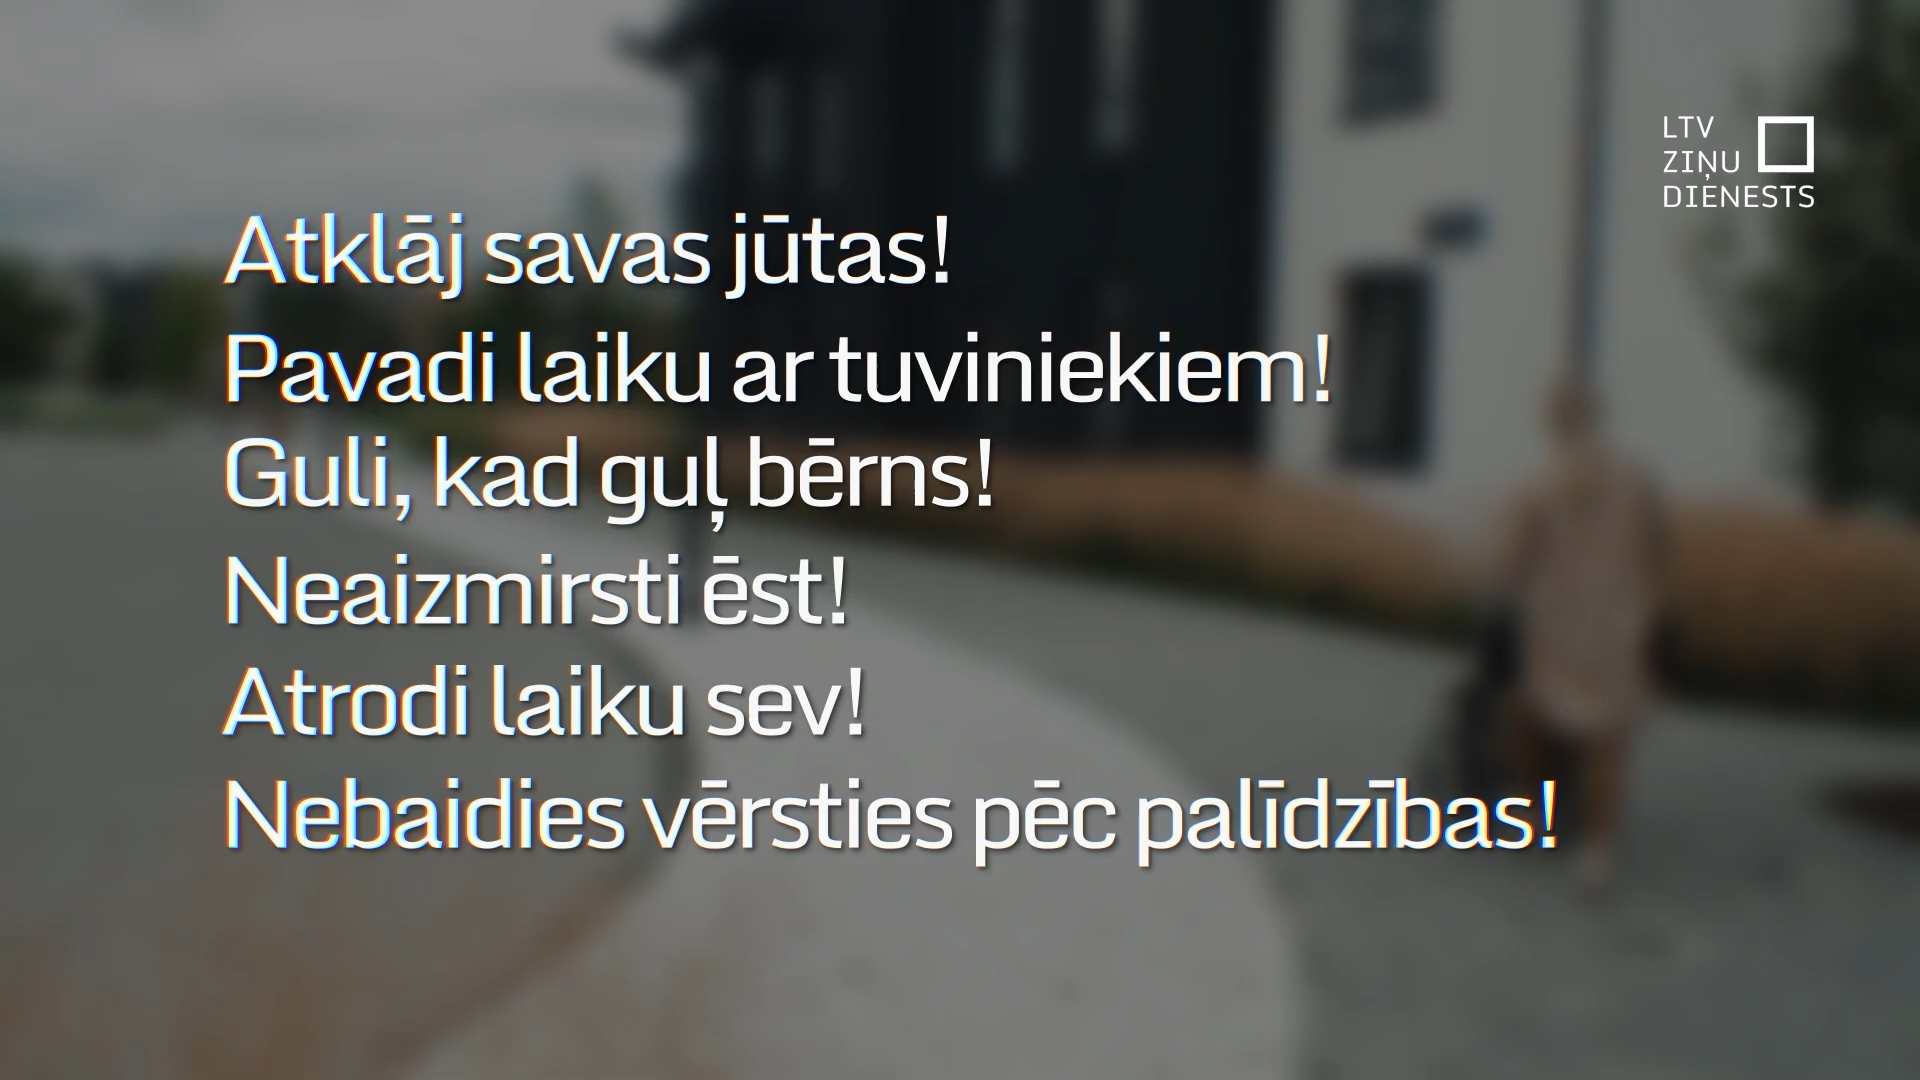 LTV
ZIŅU
DIENESTS
Atklāj savas jūtas!
Pavadi laiku ar tuviniekiem!
Guli, kad guļ bērns!
Neaizmirsti ēst!
Atrodi laiku sev!
Nebaidies vērsties pēc palīdzības!